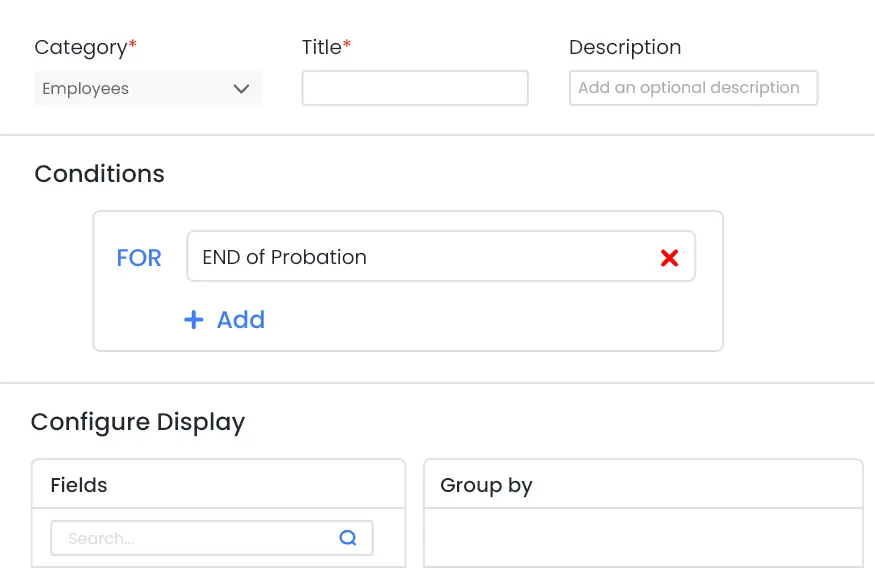 Category* Title* Description
Employees Add an optional description
Conditions
FOR END of Probation
+ Add
Configure Display
Fields Group by
Search...